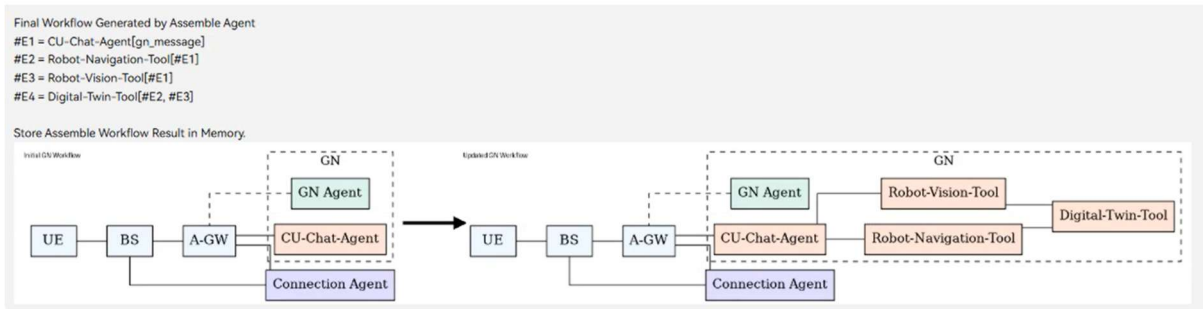 Final Workflow Generated by Assemble Agent
#E1 = CU-Chat-Agent[gn_message]
#E2 = Robot-Navigation-Tool[#E1]
#E3 = Robot-Vision-Tool[#E1]
#E4 = Digital-Twin-Tool[#E2, #E3]
Store Assemble Workflow Result in Memory.
Initial GN Workflow
GN
GN Agent
UE
BS
A-GW
CU-Chat-Agent
Connection Agent
Updated GN Workflow
GN
GN Agent
Robot-Vision-Tool
Digital-Twin-Tool
UE
BS
A-GW
CU-Chat-Agent
Robot-Navigation-Tool
Connection Agent